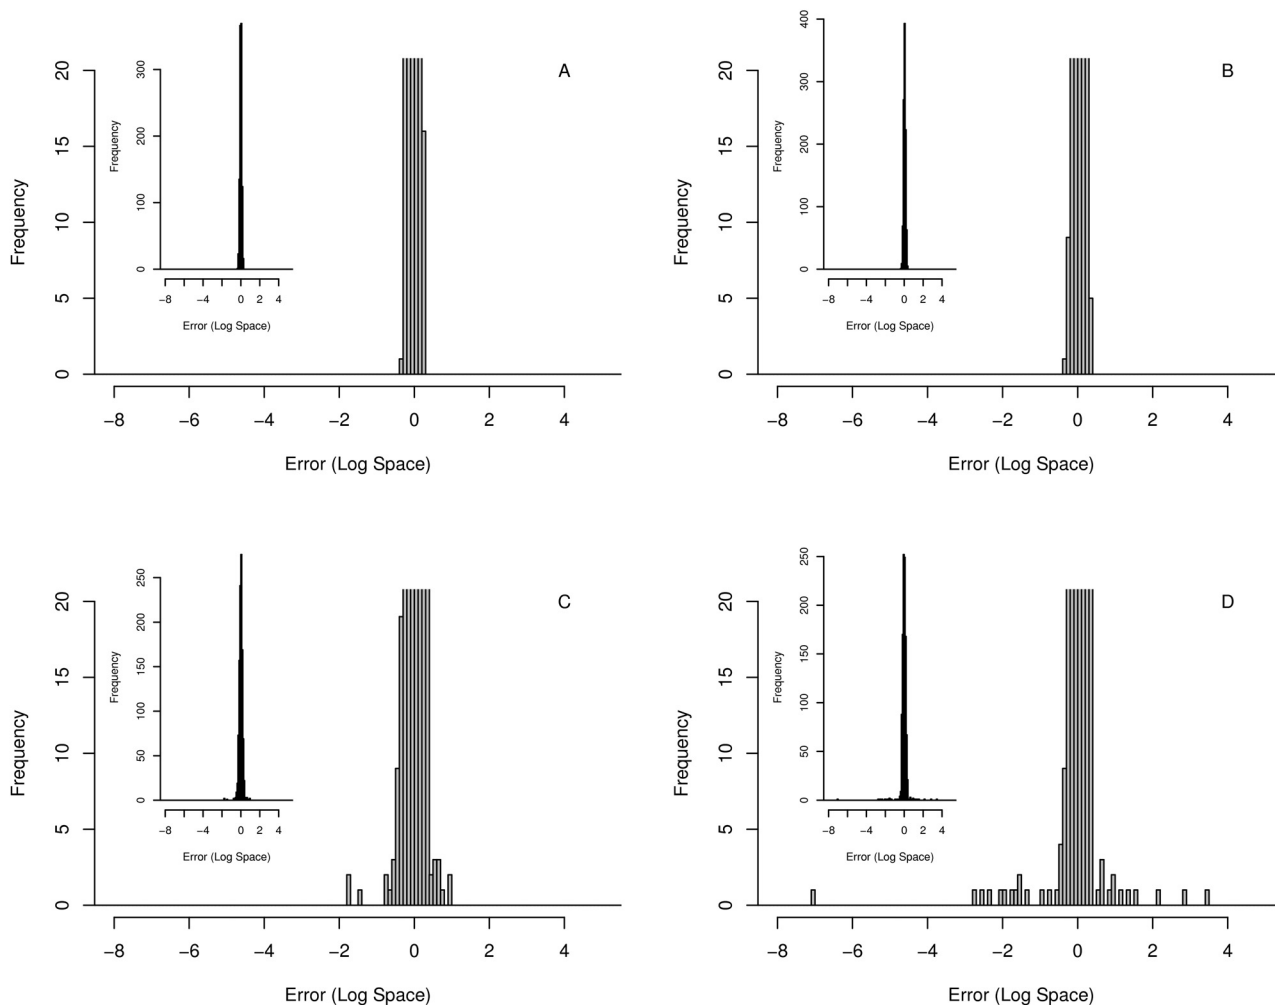 A
Frequency
0 5 10 15 20
−8 −6 −4 −2 0 2 4
Error (Log Space)
Frequency
0 100 200 300
−8 −4 0 2 4
Error (Log Space)
B
Frequency
0 5 10 15 20
−8 −6 −4 −2 0 2 4
Error (Log Space)
Frequency
0 100 200 300 400
−8 −4 0 2 4
Error (Log Space)
C
Frequency
0 5 10 15 20
−8 −6 −4 −2 0 2 4
Error (Log Space)
Frequency
0 50 100 150 200 250
−8 −4 0 2 4
Error (Log Space)
D
Frequency
0 5 10 15 20
−8 −6 −4 −2 0 2 4
Error (Log Space)
Frequency
0 50 100 150 200 250
−8 −4 0 2 4
Error (Log Space)